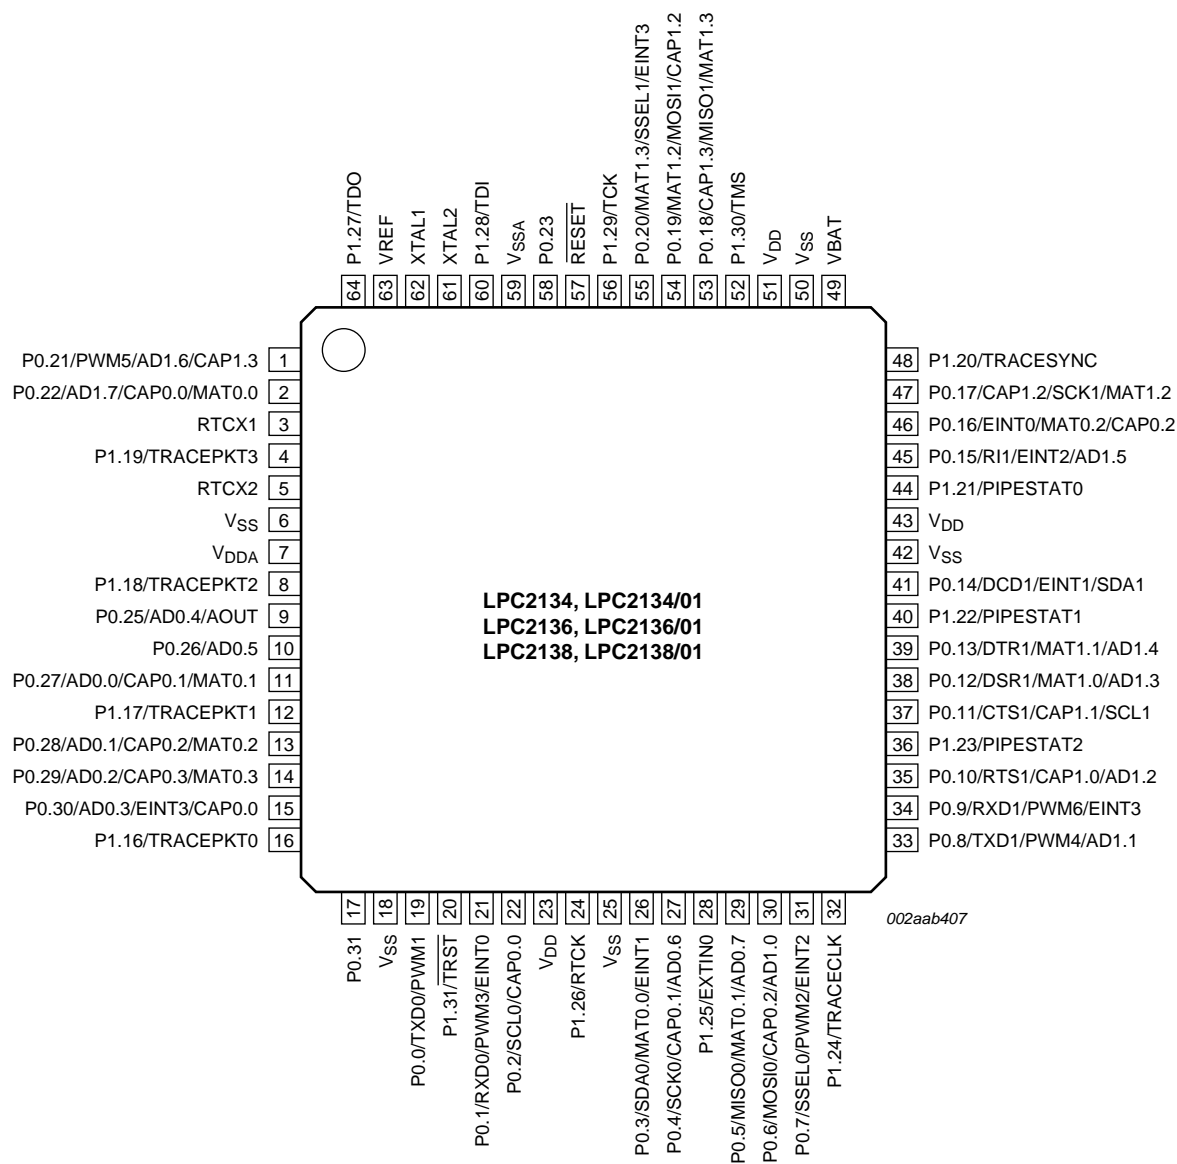 P1.27/TDO
VREF
XTAL1
XTAL2
P1.28/TDI
VSSA
P0.23
RESET
P1.29/TCK
P0.20/MAT1.3/SSEL1/EINT3
P0.19/MAT1.2/MOSI1/CAP1.2
P0.18/CAP1.3/MISO1/MAT1.3
P1.30/TMS
VDD
VSS
VBAT
64 63 62 61 60 59 58 57 56 55 54 53 52 51 50 49
P0.21/PWM5/AD1.6/CAP1.3 1
P0.22/AD1.7/CAP0.0/MAT0.0 2
RTCX1 3
P1.19/TRACEPKT3 4
RTCX2 5
VSS 6
VDDA 7
P1.18/TRACEPKT2 8
P0.25/AD0.4/AOUT 9
P0.26/AD0.5 10
P0.27/AD0.0/CAP0.1/MAT0.1 11
P1.17/TRACEPKT1 12
P0.28/AD0.1/CAP0.2/MAT0.2 13
P0.29/AD0.2/CAP0.3/MAT0.3 14
P0.30/AD0.3/EINT3/CAP0.0 15
P1.16/TRACEPKT0 16
LPC2134, LPC2134/01
LPC2136, LPC2136/01
LPC2138, LPC2138/01
48 P1.20/TRACESYNC
47 P0.17/CAP1.2/SCK1/MAT1.2
46 P0.16/EINT0/MAT0.2/CAP0.2
45 P0.15/RI1/EINT2/AD1.5
44 P1.21/PIPESTAT0
43 VDD
42 VSS
41 P0.14/DCD1/EINT1/SDA1
40 P1.22/PIPESTAT1
39 P0.13/DTR1/MAT1.1/AD1.4
38 P0.12/DSR1/MAT1.0/AD1.3
37 P0.11/CTS1/CAP1.1/SCL1
36 P1.23/PIPESTAT2
35 P0.10/RTS1/CAP1.0/AD1.2
34 P0.9/RXD1/PWM6/EINT3
33 P0.8/TXD1/PWM4/AD1.1
17 18 19 20 21 22 23 24 25 26 27 28 29 30 31 32
P0.31
VSS
P0.0/TXD0/PWM1
P1.31/TRST
P0.1/RXD0/PWM3/EINT0
P0.2/SCL0/CAP0.0
VDD
P1.26/RTCK
VSS
P0.3/SDA0/MAT0.0/EINT1
P0.4/SCK0/CAP0.1/AD0.6
P1.25/EXTIN0
P0.5/MISO0/MAT0.1/AD0.7
P0.6/MOSI0/CAP0.2/AD1.0
P0.7/SSEL0/PWM2/EINT2
P1.24/TRACECLK
002aab407